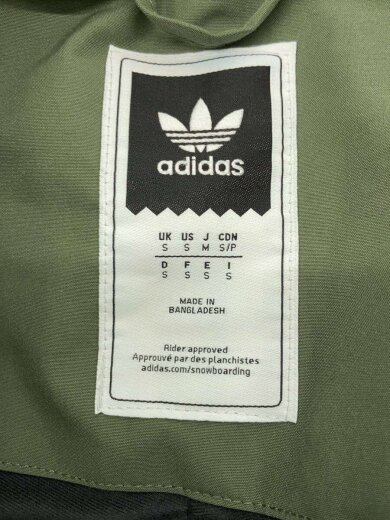 adidas
UK US J CDN
S S M S/P
D F E I
S S S S
MADE IN
BANGLADESH
Rider approved
Approuvé par des planchistes
adidas.com/snowboarding